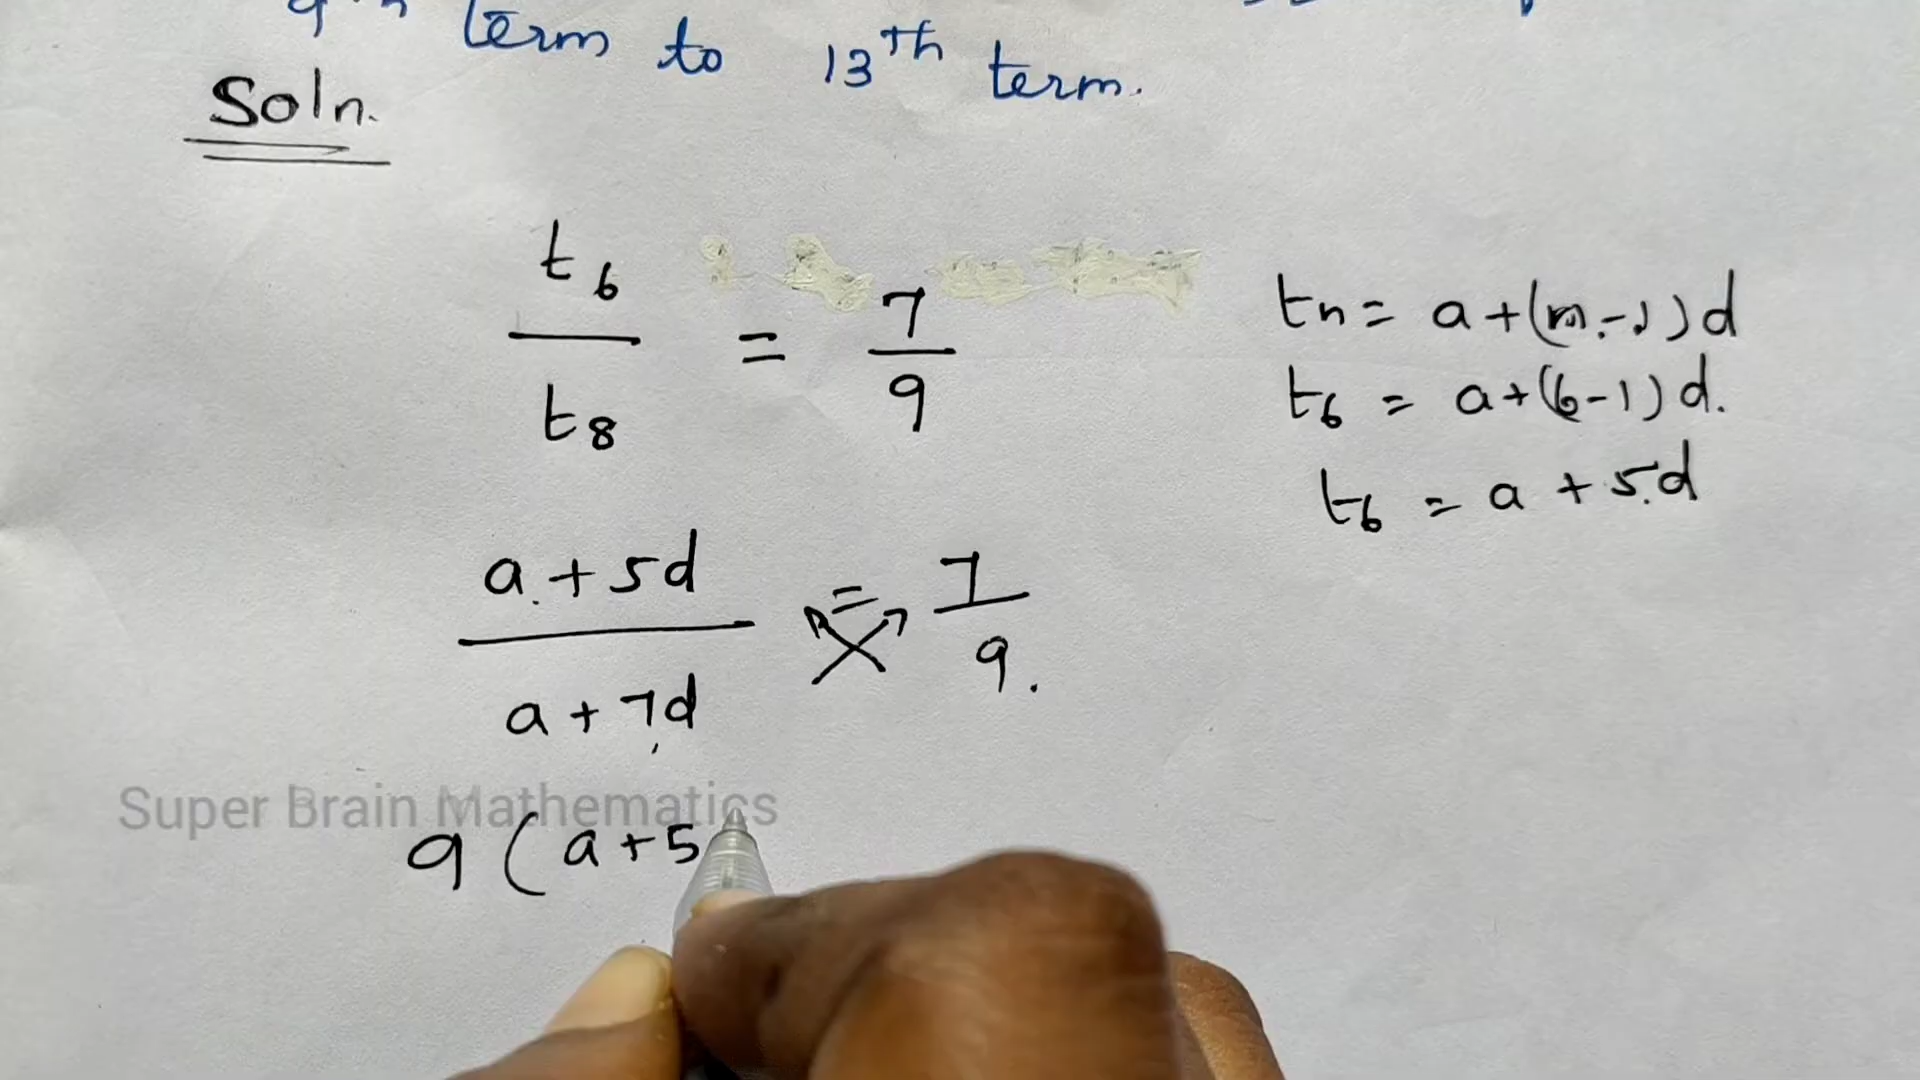 term to 13th term.
Soln.
t6 / t8 = 7 / 9
tn = a + (n-1) d
t6 = a + (6-1) d.
t6 = a + 5d
a + 5d / a + 7d = 7 / 9.
Super Brain Mathematics
9 ( a + 5